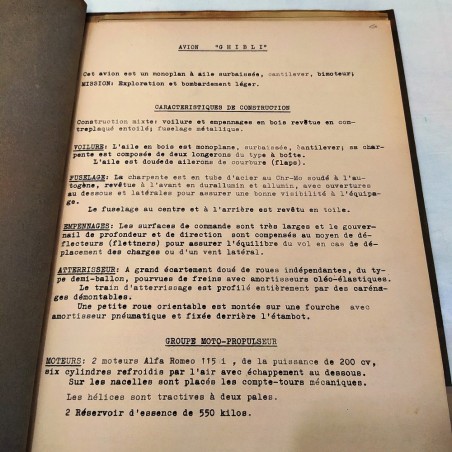 AVION "GHIBLI"
Cet avion est un monoplan à aile surbaissée, cantilever, bimoteur;
MISSION: Exploration et bombardement léger.
CARACTERISTIQUES DE CONSTRUCTION
Construction mixte: voilure et empennages en bois revêtue en com-
treplaqué entoilé; fuselage métallique.
VOILURE: L'aile en bois est monoplane, surbaissée, cantilever; sa char-
pente est composée de deux longerons du type à boîte.
L'aile est douéede ailerons de courbure (flaps).
FUSELAGE: La charpente est en tube d'acier au Chr-Mo soudé à l'au-
togène, revêtue à l'avant en durallumin et allumin, avec ouvertures
au dessous et latérales pour assurer une bonne visibilité à l'équipa-
ge.
Le fuselage au centre et à l'arrière est revêtu en toile.
EMPENNAGES: Les surfaces de commande sont très larges et le gouver-
nail de profondeur et de direction sont compensés au moyen de dé-
flecteurs (flettners) pour assurer l'équilibre du vol en cas de dé-
placement des charges ou d'un vent latéral.
ATTERRISSEUR: A grand écartement doué de roues indépendantes, du ty-
pe demi-ballon, pourvues de freins avec amortisseurs oléo-élastiques.
Le train d'atterrissage est profilé entièrement par des caréna-
ges démontables.
Une petite roue orientable est montée sur une fourche avec
amortisseur pnéumatique et fixée derrière l'étambot.
GROUPE MOTO-PROPULSEUR
MOTEURS: 2 moteurs Alfa Romeo 115 i, de la puissance de 200 cv,
six cylindres refroidis par l'air avec échappement au dessous.
Sur les nacelles sont placés les compte-tours mécaniques.
Les hélices sont tractives à deux pales.
2 Réservoir d'essence de 550 kilos.